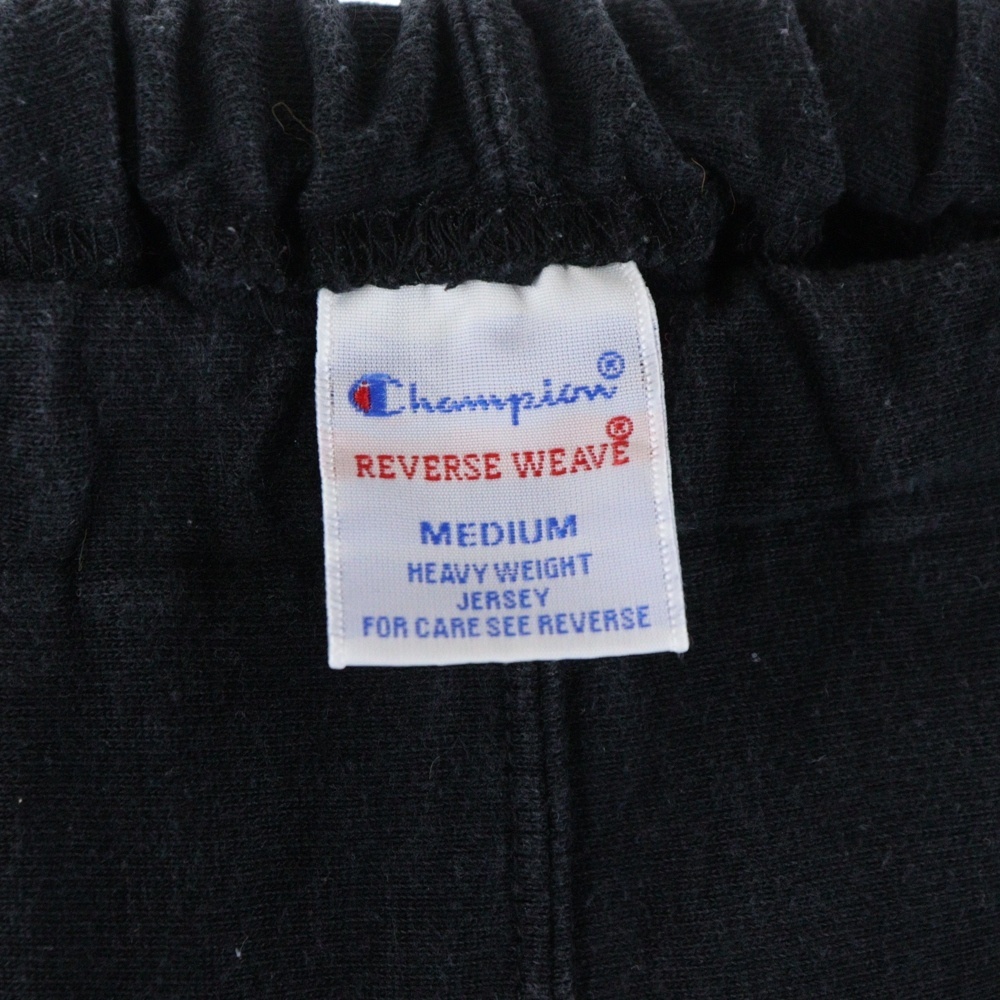 Champion®
REVERSE WEAVE®
MEDIUM
HEAVY WEIGHT
JERSEY
FOR CARE SEE REVERSE